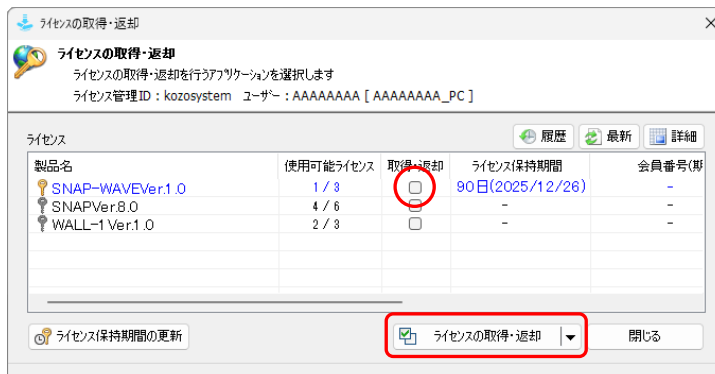 ライセンスの取得・返却
ライセンスの取得・返却
ライセンスの取得・返却を行うアプリケーションを選択します
ライセンス管理ID：kozosystem ユーザー：AAAAAAAA [ AAAAAAAA_PC ]
ライセンス 履歴 最新 詳細
製品名 使用可能ライセンス 取得・返却 ライセンス保持期間 会員番号(期
SNAP-WAVEVer.1.0 1 / 3 90日(2025/12/26) -
SNAPVer.8.0 4 / 6 - -
WALL-1 Ver.1.0 2 / 3 - -
ライセンス保持期間の更新 ライセンスの取得・返却 閉じる